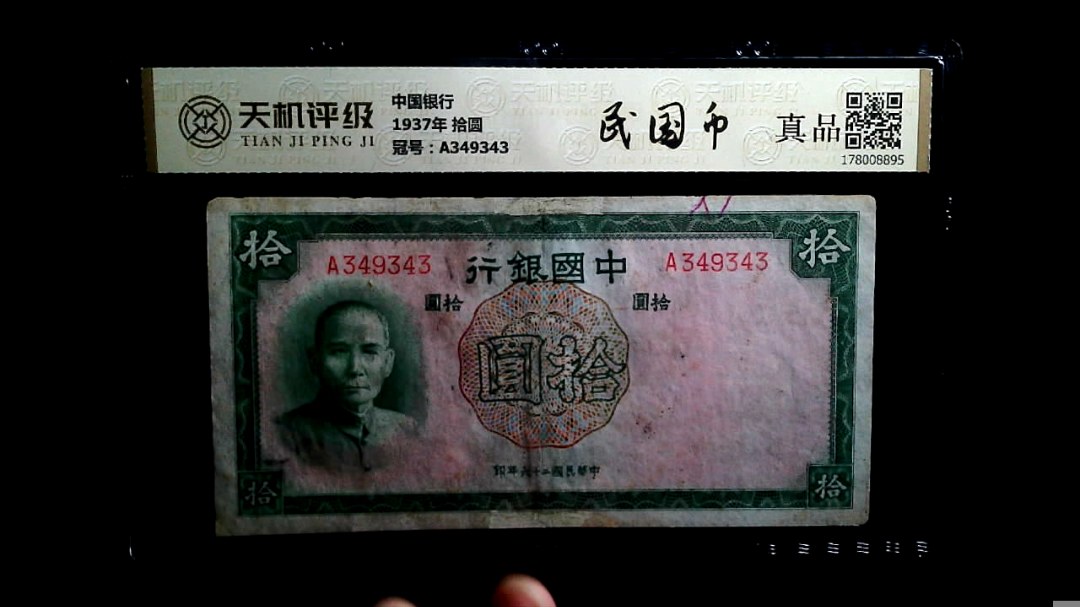 天机评级
TIAN JI PING JI
中国银行
1937年 拾圆
冠号：A349343
民国币
真品
178008895
拾
拾
A349343
中國銀行
A349343
拾圓
拾圓
拾圓
中華民國二十六年印
拾
拾